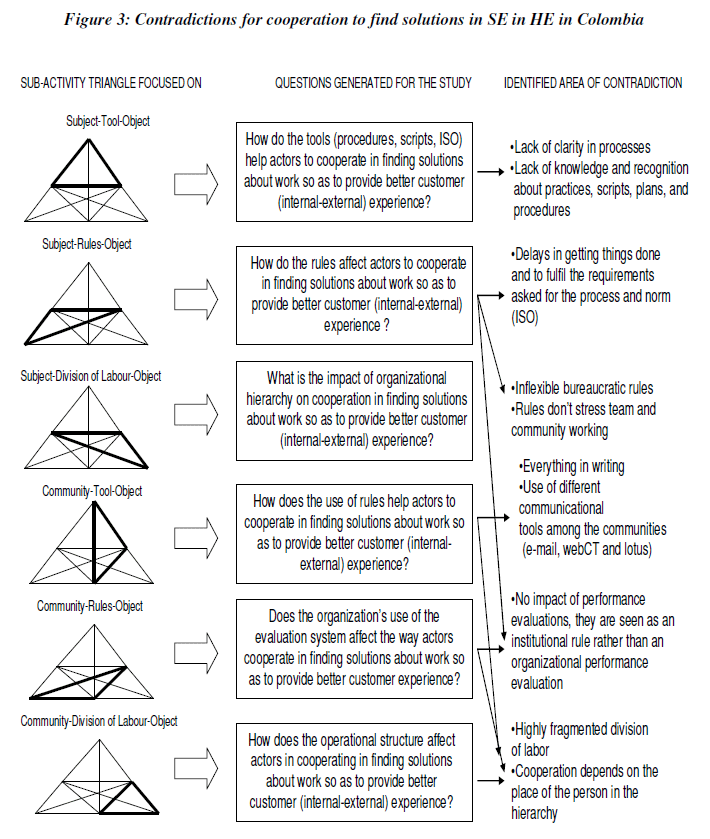 Figure 3: Contradictions for cooperation to find solutions in SE in HE in Colombia
SUB-ACTIVITY TRIANGLE FOCUSED ON
QUESTIONS GENERATED FOR THE STUDY
IDENTIFIED AREA OF CONTRADICTION
Subject-Tool-Object
How do the tools (procedures, scripts, ISO)
help actors to cooperate in finding solutions
about work so as to provide better customer
(internal-external) experience?
•Lack of clarity in processes
•Lack of knowledge and recognition
about practices, scripts, plans, and
procedures
Subject-Rules-Object
How do the rules affect actors to cooperate
in finding solutions about work so as to
provide better customer (internal-external)
experience ?
•Delays in getting things done
and to fulfil the requirements
asked for the process and norm
(ISO)
Subject-Division of Labour-Object
What is the impact of organizational
hierarchy on cooperation in finding solutions
about work so as to provide better customer
(internal-external) experience?
•Inflexible bureaucratic rules
•Rules don't stress team and
community working
Community-Tool-Object
How does the use of rules help actors to
cooperate in finding solutions about work so
as to provide better customer (internal-
external) experience?
•Everything in writing
•Use of different
communicational
tools among the communities
(e-mail, webCT and lotus)
Community-Rules-Object
Does the organization's use of the
evaluation system affect the way actors
cooperate in finding solutions about work so
as to provide better customer experience?
•No impact of performance
evaluations, they are seen as an
institutional rule rather than an
organizational performance
evaluation
Community-Division of Labour-Object
How does the operational structure affect
actors in cooperating in finding solutions
about work so as to provide better
customer (internal-external) experience?
•Highly fragmented division
of labor
•Cooperation depends on the
place of the person in the
hierarchy